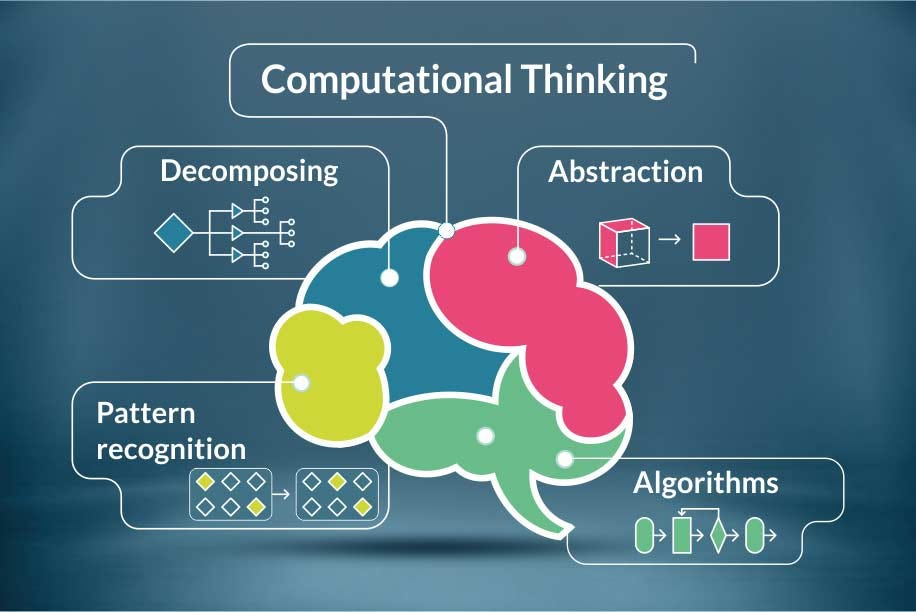 Computational Thinking
Decomposing
Abstraction
Pattern
recognition
Algorithms